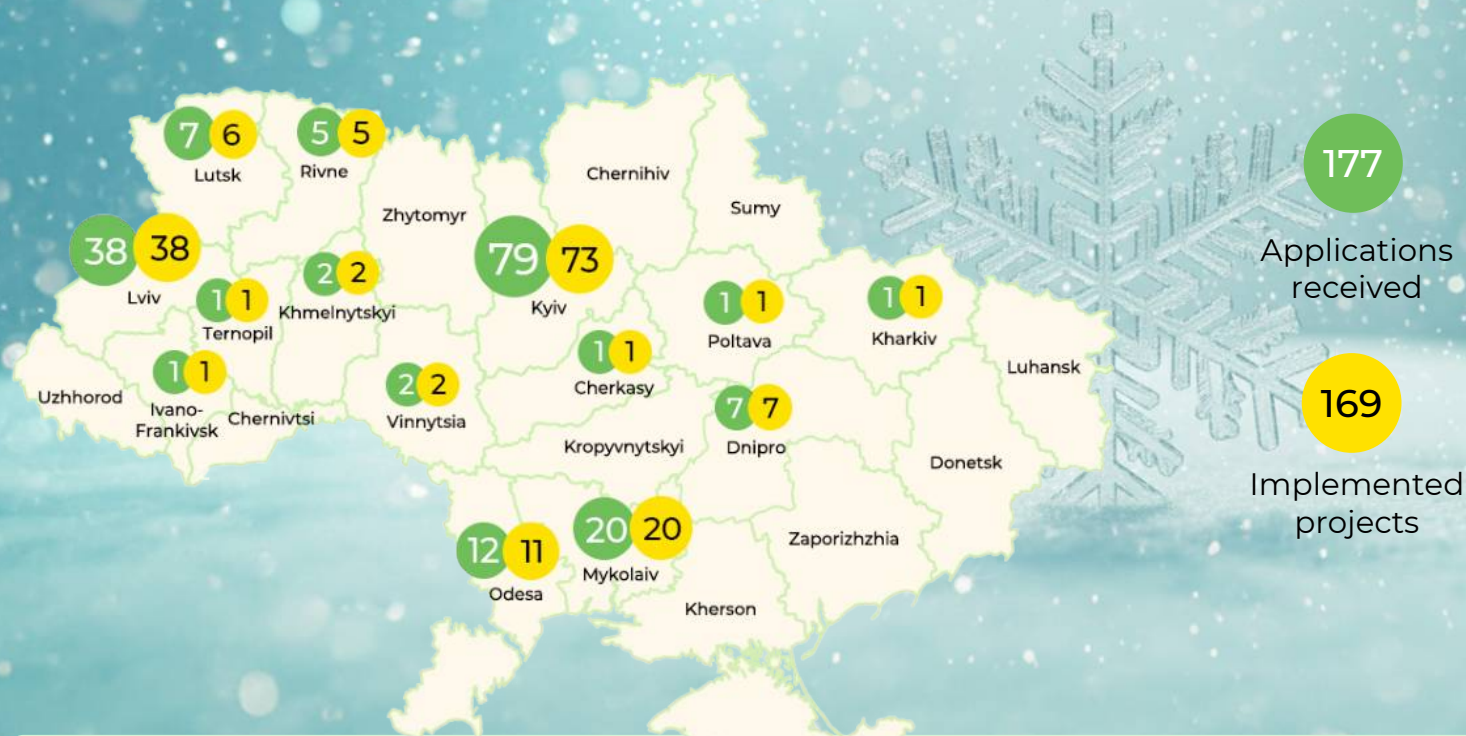 7 6
Lutsk
5 5
Rivne
Chernihiv
Sumy
Zhytomyr
38 38
Lviv
79 73
Kyiv
2 2
Khmelnytskyi
1 1
Ternopil
1 1
Poltava
1 1
Kharkiv
Luhansk
1 1
Cherkasy
1 1
Ivano-
Frankivsk
Uzhhorod
Chernivtsi
2 2
Vinnytsia
7 7
Dnipro
Kropyvnytskyi
Donetsk
12 11
Odesa
20 20
Mykolaiv
Zaporizhzhia
Kherson
177
Applications
received
169
Implemented
projects